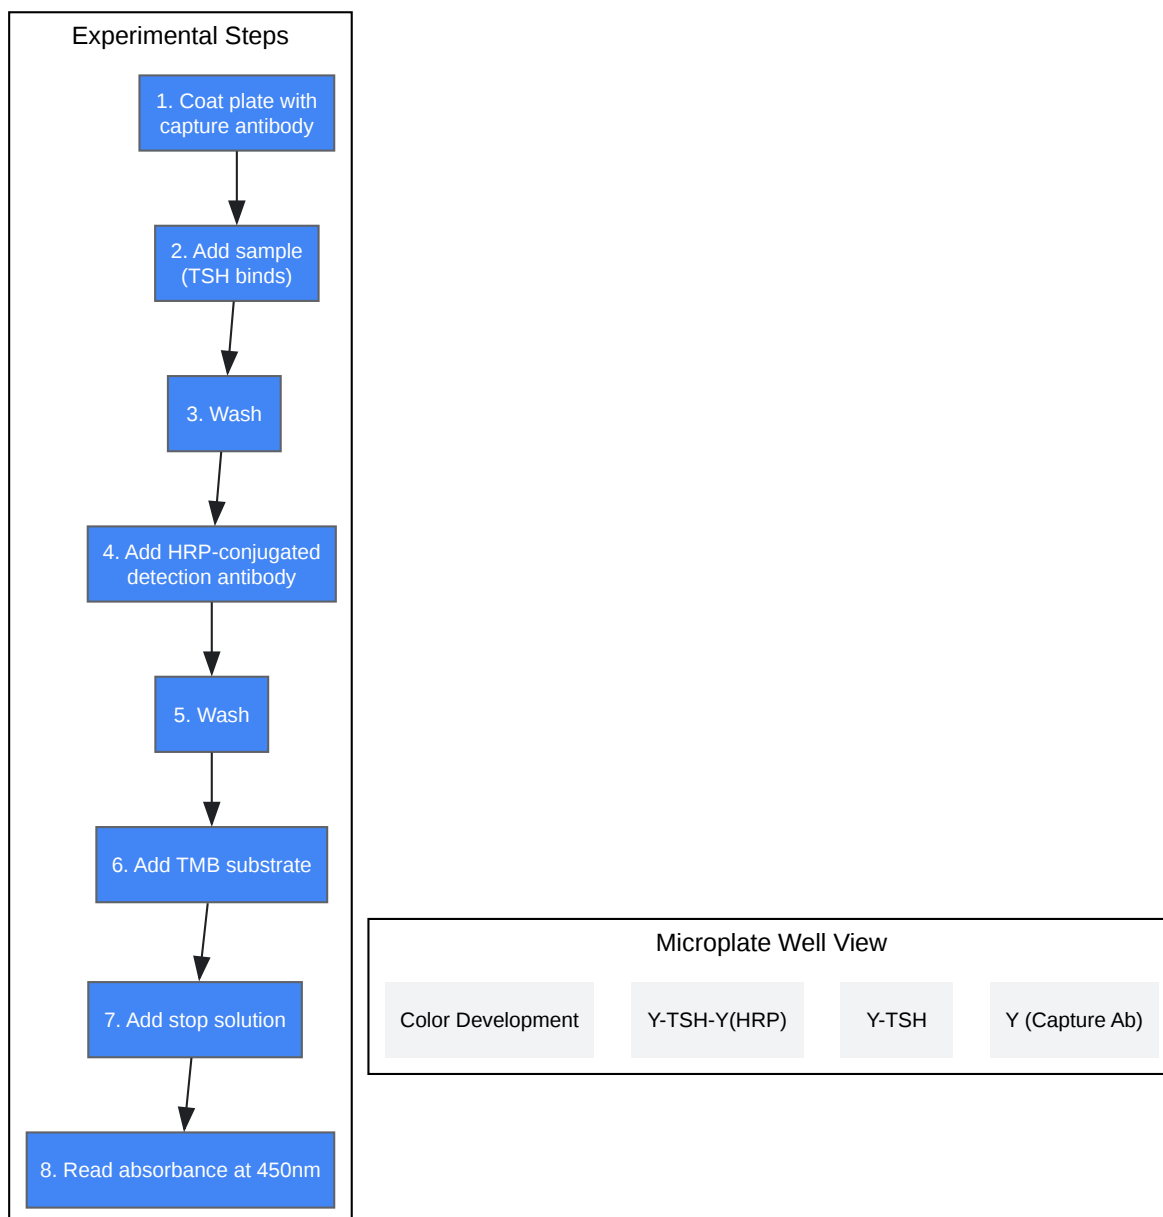 Experimental Steps
1. Coat plate with
capture antibody
2. Add sample
(TSH binds)
3. Wash
4. Add HRP-conjugated
detection antibody
5. Wash
6. Add TMB substrate
7. Add stop solution
8. Read absorbance at 450nm
Microplate Well View
Color Development
Y-TSH-Y(HRP)
Y-TSH
Y (Capture Ab)